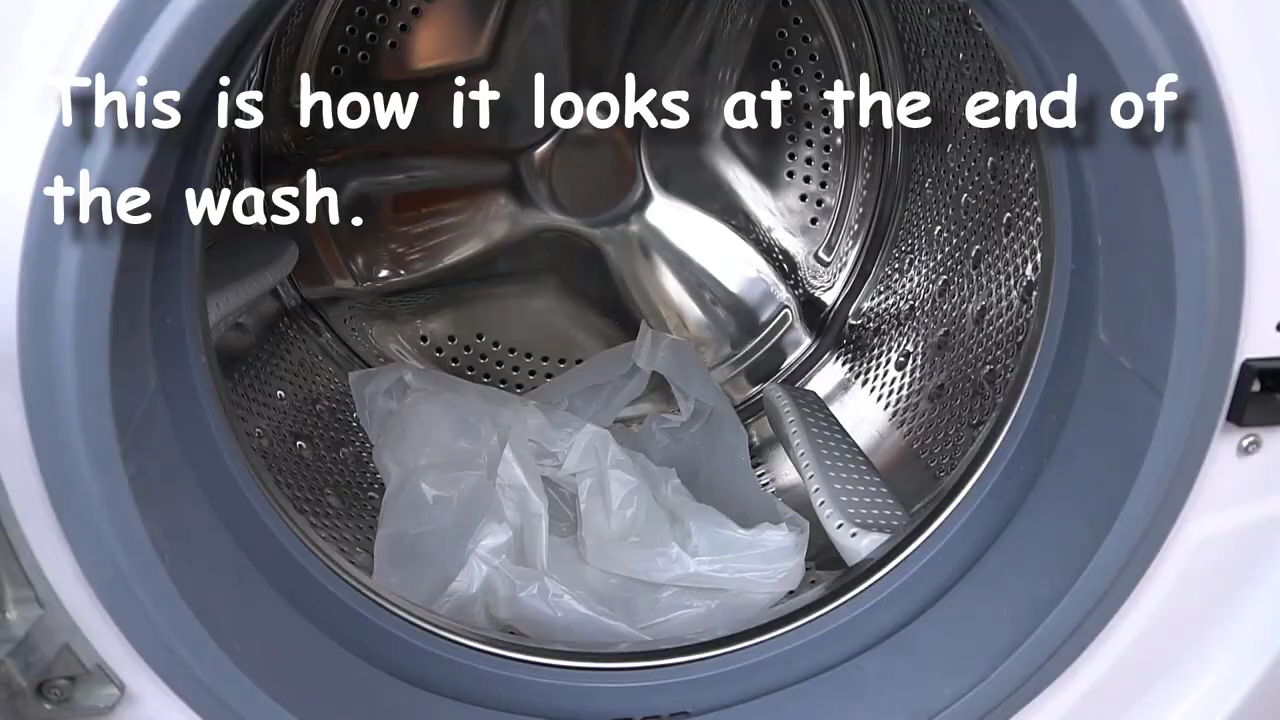 This is how it looks at the end of
the wash.